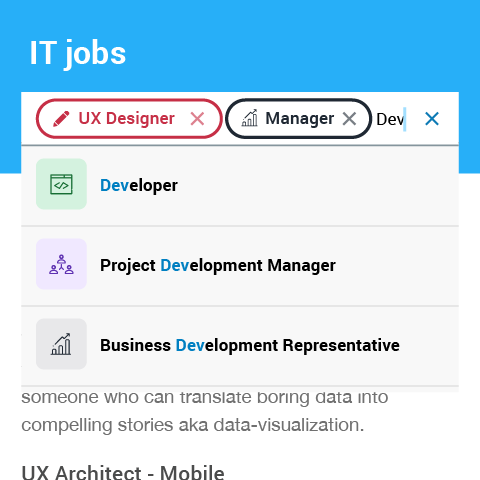 IT jobs
UX Designer Manager Dev
Developer
Project Development Manager
Business Development Representative
someone who can translate boring data into
compelling stories aka data-visualization.
UX Architect - Mobile